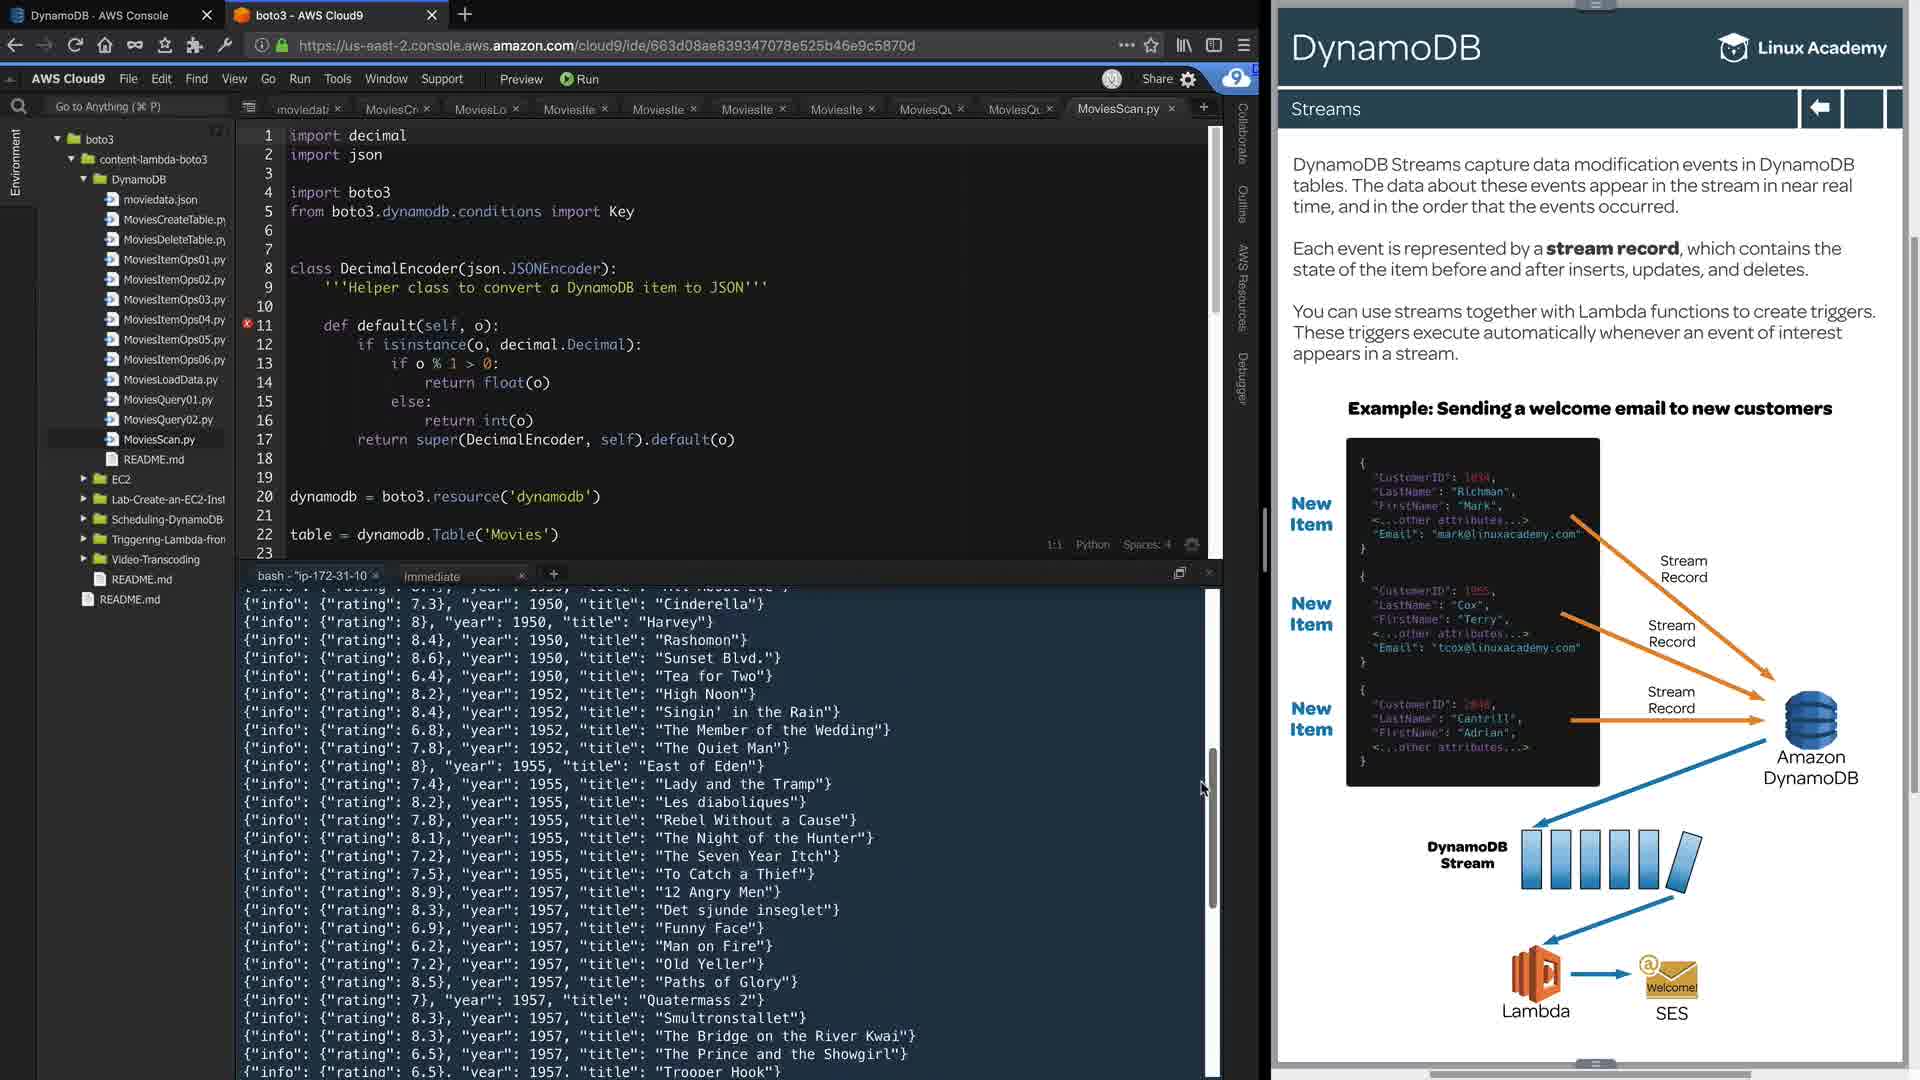 DynamoDB - AWS Console
boto3 - AWS Cloud9
https://us-east-2.console.aws.amazon.com/cloud9/ide/663d08ae839347078e525b46e9c5870d
AWS Cloud9 File Edit Find View Go Run Tools Window Support Preview Run Share
Go to Anything (⌘ P)
moviedat MoviesCr MoviesLo MoviesIte MoviesIte MoviesIte MoviesIte MoviesQu MoviesQu MoviesScan.py
Environment
boto3
content-lambda-boto3
DynamoDB
moviedata.json
MoviesCreateTable.py
MoviesDeleteTable.py
MoviesItemOps01.py
MoviesItemOps02.py
MoviesItemOps03.py
MoviesItemOps04.py
MoviesItemOps05.py
MoviesItemOps06.py
MoviesLoadData.py
MoviesQuery01.py
MoviesQuery02.py
MoviesScan.py
README.md
EC2
Lab-Create-an-EC2-Inst
Scheduling-DynamoDB-
Triggering-Lambda-fron
Video-Transcoding
README.md
README.md
1 import decimal
2 import json
3
4 import boto3
5 from boto3.dynamodb.conditions import Key
6
7
8 class DecimalEncoder(json.JSONEncoder):
9 '''Helper class to convert a DynamoDB item to JSON'''
10
11 def default(self, o):
12 if isinstance(o, decimal.Decimal):
13 if o % 1 > 0:
14 return float(o)
15 else:
16 return int(o)
17 return super(DecimalEncoder, self).default(o)
18
19
20 dynamodb = boto3.resource('dynamodb')
21
22 table = dynamodb.Table('Movies')
23
1:1 Python Spaces: 4
Collaborate
Outline
AWS Resources
Debugger
bash - "ip-172-31-10 Immediate
{"info": {"rating": 7.3}, "year": 1950, "title": "Cinderella"}
{"info": {"rating": 8}, "year": 1950, "title": "Harvey"}
{"info": {"rating": 8.4}, "year": 1950, "title": "Rashomon"}
{"info": {"rating": 8.6}, "year": 1950, "title": "Sunset Blvd."}
{"info": {"rating": 6.4}, "year": 1950, "title": "Tea for Two"}
{"info": {"rating": 8.2}, "year": 1952, "title": "High Noon"}
{"info": {"rating": 8.4}, "year": 1952, "title": "Singin' in the Rain"}
{"info": {"rating": 6.8}, "year": 1952, "title": "The Member of the Wedding"}
{"info": {"rating": 7.8}, "year": 1952, "title": "The Quiet Man"}
{"info": {"rating": 8}, "year": 1955, "title": "East of Eden"}
{"info": {"rating": 7.4}, "year": 1955, "title": "Lady and the Tramp"}
{"info": {"rating": 8.2}, "year": 1955, "title": "Les diaboliques"}
{"info": {"rating": 7.8}, "year": 1955, "title": "Rebel Without a Cause"}
{"info": {"rating": 8.1}, "year": 1955, "title": "The Night of the Hunter"}
{"info": {"rating": 7.2}, "year": 1955, "title": "The Seven Year Itch"}
{"info": {"rating": 7.5}, "year": 1955, "title": "To Catch a Thief"}
{"info": {"rating": 8.9}, "year": 1957, "title": "12 Angry Men"}
{"info": {"rating": 8.3}, "year": 1957, "title": "Det sjunde inseglet"}
{"info": {"rating": 6.9}, "year": 1957, "title": "Funny Face"}
{"info": {"rating": 6.2}, "year": 1957, "title": "Man on Fire"}
{"info": {"rating": 7.2}, "year": 1957, "title": "Old Yeller"}
{"info": {"rating": 8.5}, "year": 1957, "title": "Paths of Glory"}
{"info": {"rating": 7}, "year": 1957, "title": "Quatermass 2"}
{"info": {"rating": 8.3}, "year": 1957, "title": "Smultronstallet"}
{"info": {"rating": 8.3}, "year": 1957, "title": "The Bridge on the River Kwai"}
{"info": {"rating": 6.5}, "year": 1957, "title": "The Prince and the Showgirl"}
{"info": {"rating": 6.5}, "year": 1957, "title": "Trooper Hook"}
DynamoDB
Linux Academy
Streams
DynamoDB Streams capture data modification events in DynamoDB
tables. The data about these events appear in the stream in near real
time, and in the order that the events occurred.
Each event is represented by a stream record, which contains the
state of the item before and after inserts, updates, and deletes.
You can use streams together with Lambda functions to create triggers.
These triggers execute automatically whenever an event of interest
appears in a stream.
Example: Sending a welcome email to new customers
New
Item
{
"CustomerID": 1034,
"LastName": "Richman",
"FirstName": "Mark",
<...other attributes...>
"Email": "mark@linuxacademy.com"
}
New
Item
{
"CustomerID": 1965,
"LastName": "Cox",
"FirstName": "Terry",
<...other attributes...>
"Email": "tcox@linuxacademy.com"
}
New
Item
{
"CustomerID":
"LastName": "Cantrill",
"FirstName": "Adrian",
<...other attributes...>
}
Stream
Record
Stream
Record
Stream
Record
Amazon
DynamoDB
DynamoDB
Stream
Lambda
Welcome!
SES